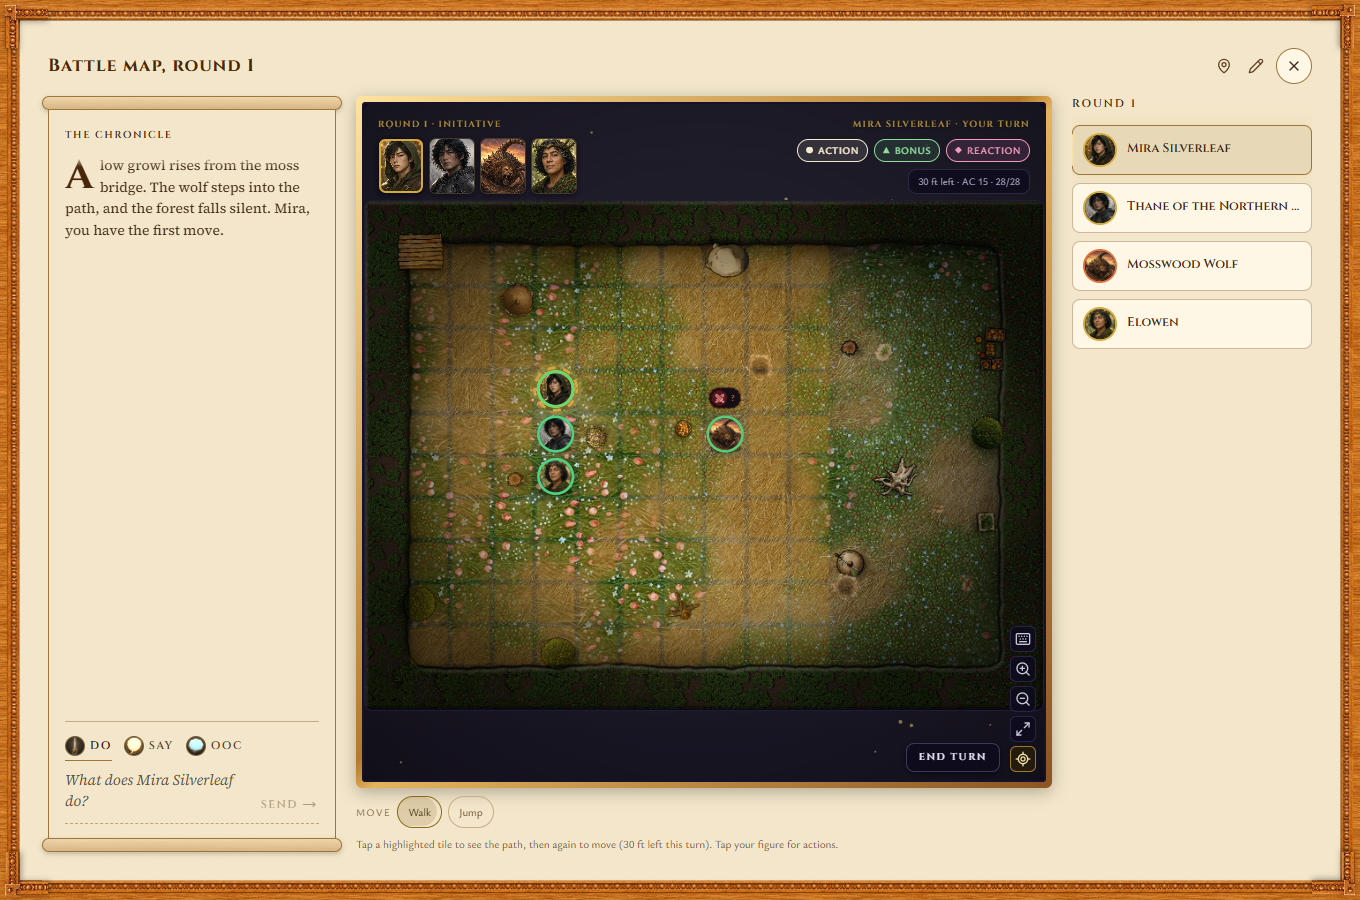 Battle map, round 1
THE CHRONICLE
A low growl rises from the moss
bridge. The wolf steps into the
path, and the forest falls silent. Mira,
you have the first move.
DO
SAY
OOC
What does Mira Silverleaf
do?
SEND →
ROUND 1 · INITIATIVE
MIRA SILVERLEAF · YOUR TURN
ACTION
BONUS
REACTION
30 ft left · AC 15 · 28/28
?
END TURN
MOVE
Walk
Jump
Tap a highlighted tile to see the path, then again to move (30 ft left this turn). Tap your figure for actions.
ROUND 1
Mira Silverleaf
Thane of the Northern ...
Mosswood Wolf
Elowen